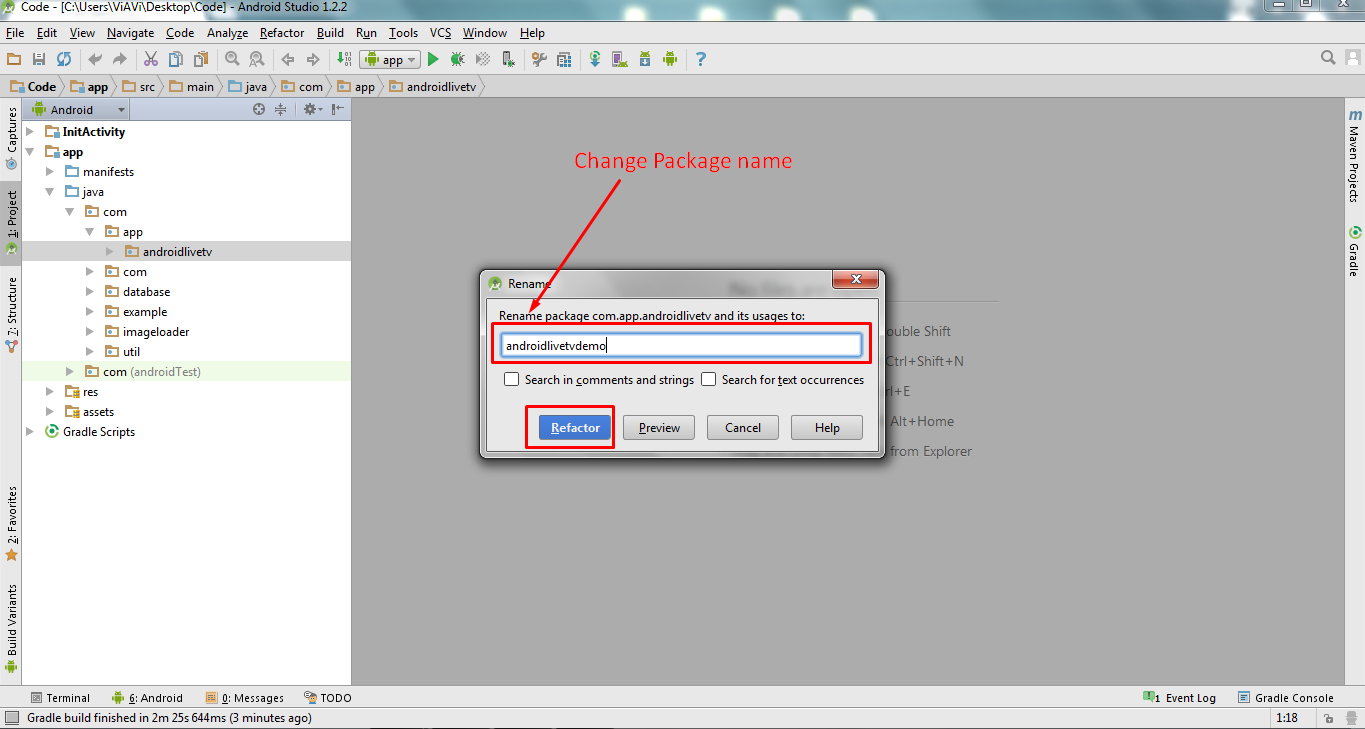 Code - [C:\Users\ViAVi\Desktop\Code] - Android Studio 1.2.2
File Edit View Navigate Code Analyze Refactor Build Run Tools VCS Window Help
app
Code app src main java com app androidlivetv
Android
Captures
1: Project
7: Structure
2: Favorites
Build Variants
InitActivity
app
manifests
java
com
app
androidlivetv
com
database
example
imageloader
util
com (androidTest)
res
assets
Gradle Scripts
Change Package name
Rename
Rename package com.app.androidlivetv and its usages to:
androidlivetvdemo
Search in comments and strings Search for text occurrences
Refactor Preview Cancel Help
No files are open
ouble Shift
Ctrl+Shift+N
rl+E
Alt+Home
from Explorer
m Maven Projects
Gradle
Terminal 6: Android 0: Messages TODO 1 Event Log Gradle Console
Gradle build finished in 2m 25s 644ms (3 minutes ago) 1:18